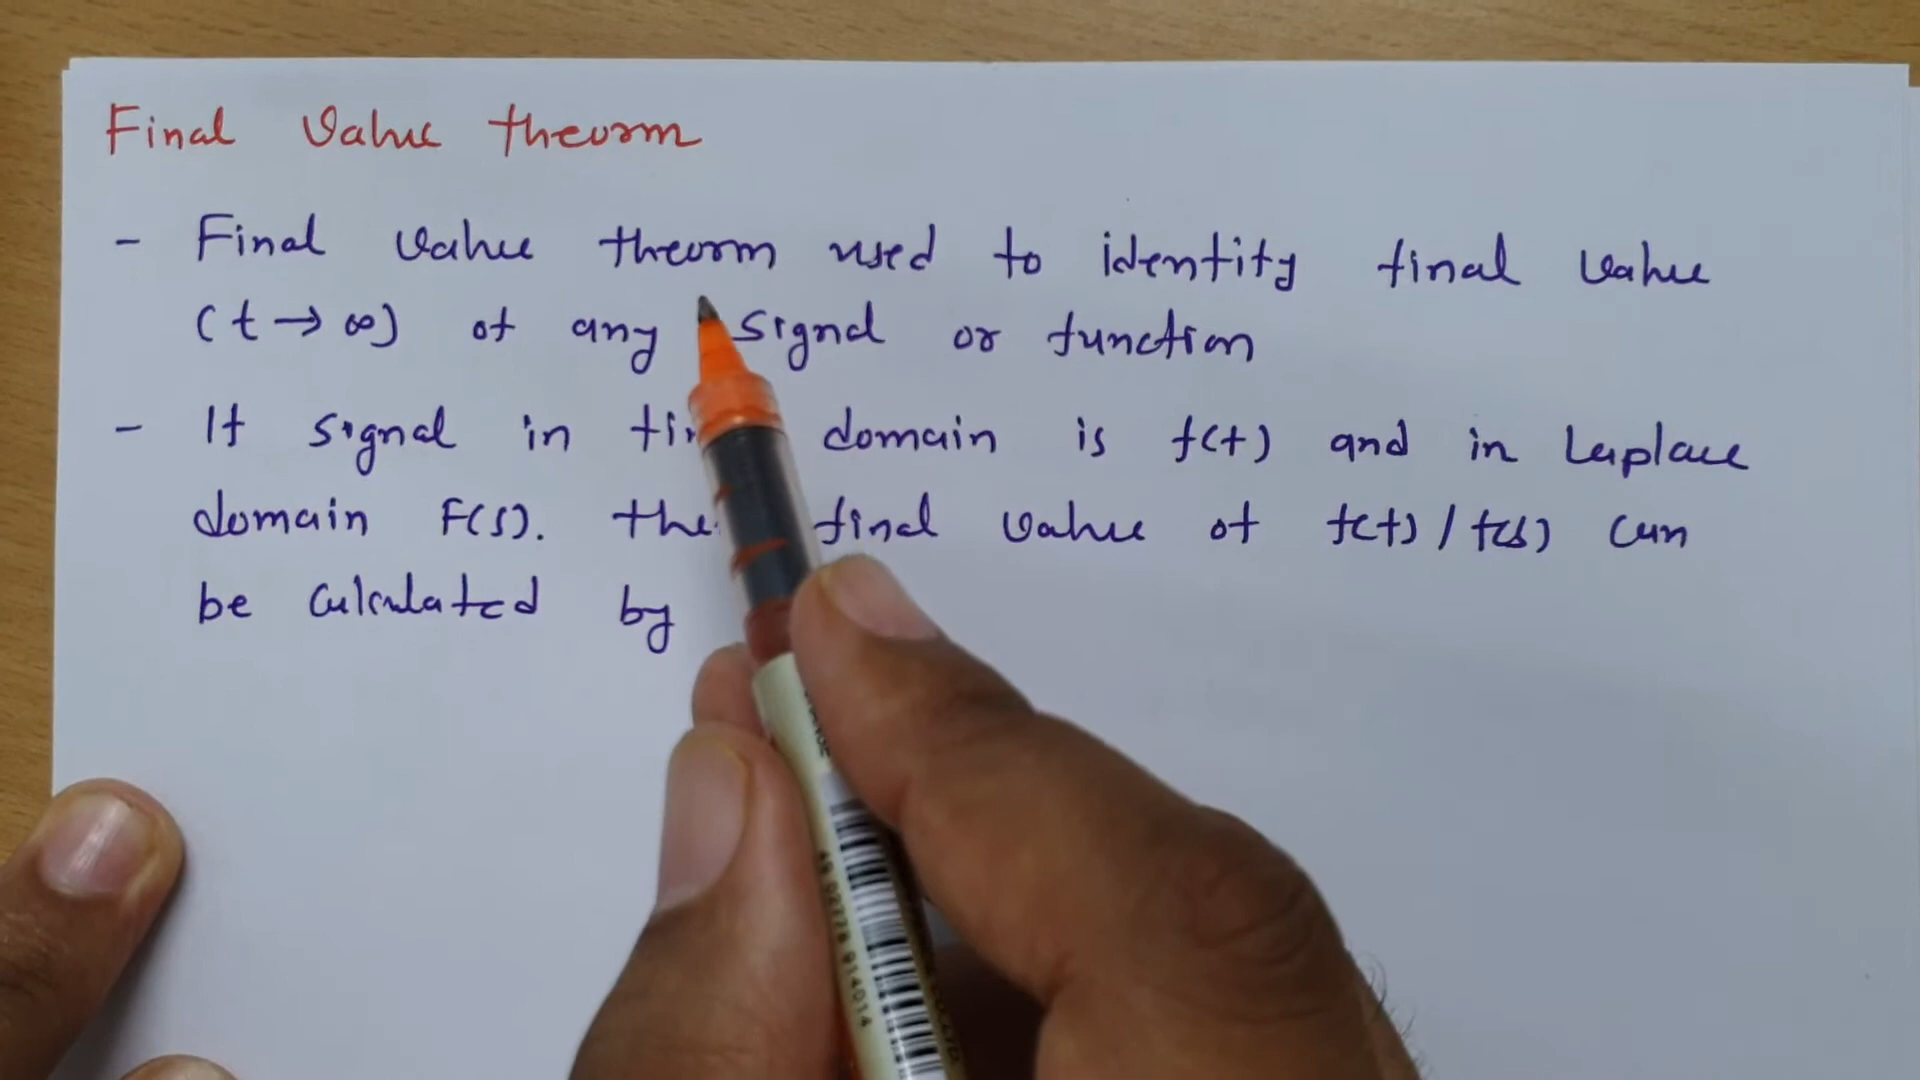 Final Value theorm
- Final value theorm used to identity final value
(t→∞) of any signal or function
- If signal in domain is f(t) and in Laplace
domain F(s). the final value of f(t) / f(s) can
be calculated by